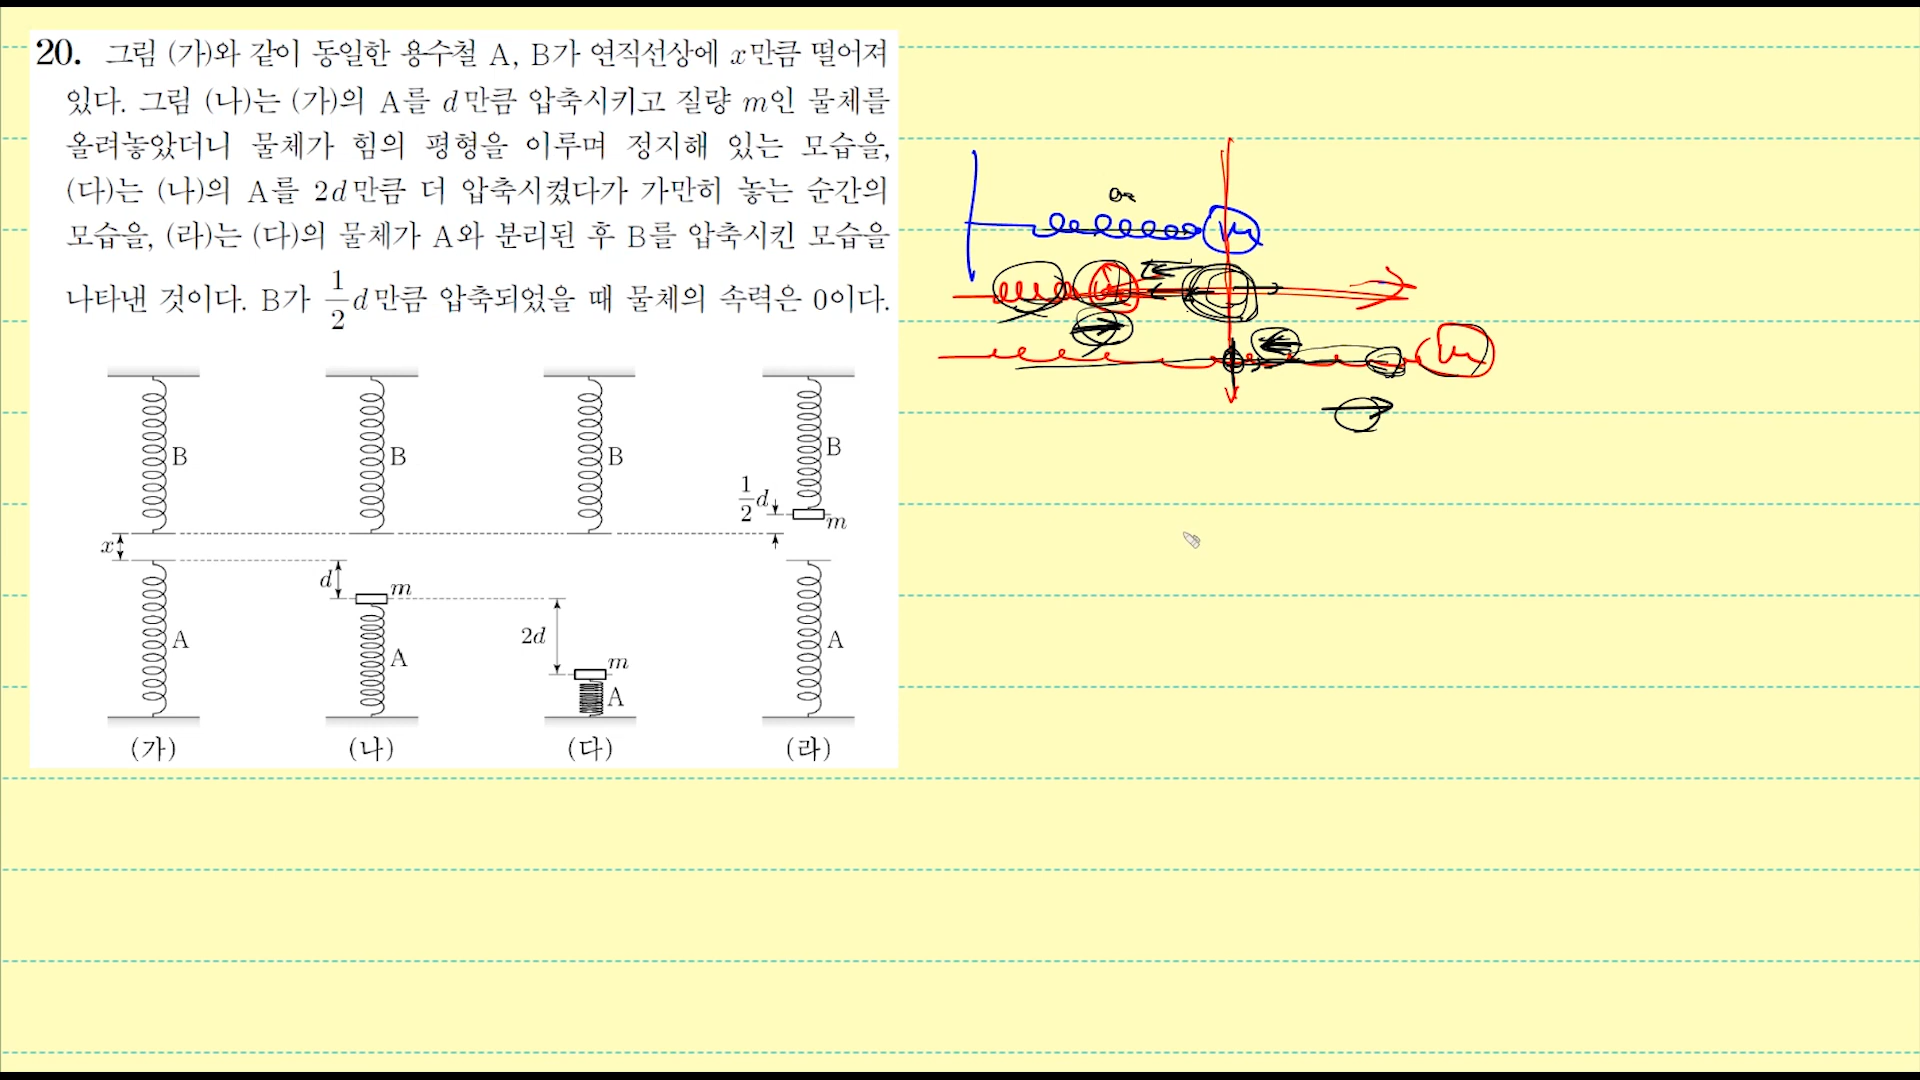 20. 그림 (가)와 같이 동일한 용수철 A, B가 연직선상에 x만큼 떨어져
있다. 그림 (나)는 (가)의 A를 d만큼 압축시키고 질량 m인 물체를
올려놓았더니 물체가 힘의 평형을 이루며 정지해 있는 모습을,
(다)는 (나)의 A를 2d만큼 더 압축시켰다가 가만히 놓는 순간의
모습을, (라)는 (다)의 물체가 A와 분리된 후 B를 압축시킨 모습을
나타낸 것이다. B가 1/2 d만큼 압축되었을 때 물체의 속력은 0이다.
B B B B
1/2 d
m
x
d m
2d
m
A A A A
(가) (나) (다) (라)
m
m
m